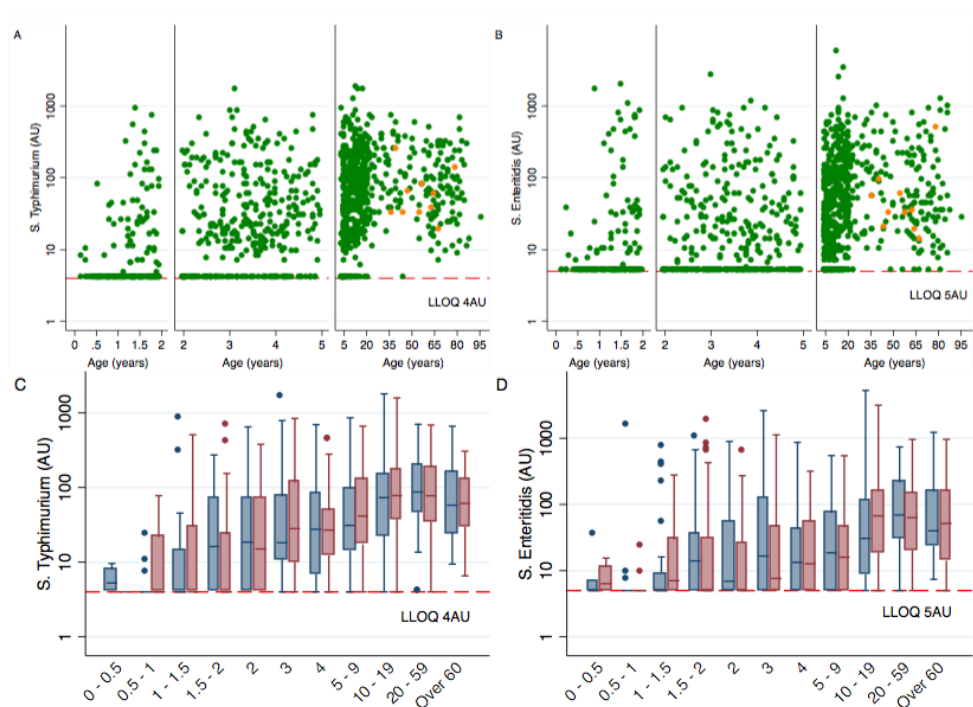 A
S. Typhimurium (AU)
1000
100
10
1
LLOQ 4AU
0 .5 1 1.5 2
2 3 4 5
5 20 35 50 65 80 95
Age (years)
Age (years)
Age (years)
B
S. Enteritidis (AU)
1000
100
10
1
LLOQ 5AU
0 .5 1 1.5 2
2 3 4 5
5 20 35 50 65 80 95
Age (years)
Age (years)
Age (years)
C
S. Typhimurium (AU)
1000
100
10
1
LLOQ 4AU
0 - 0.5
0.5 - 1
1 - 1.5
1.5 - 2
2
3
4
5 - 9
10 - 19
20 - 59
Over 60
D
S. Enteritidis (AU)
1000
100
10
1
LLOQ 5AU
0 - 0.5
0.5 - 1
1 - 1.5
1.5 - 2
2
3
4
5 - 9
10 - 19
20 - 59
Over 60